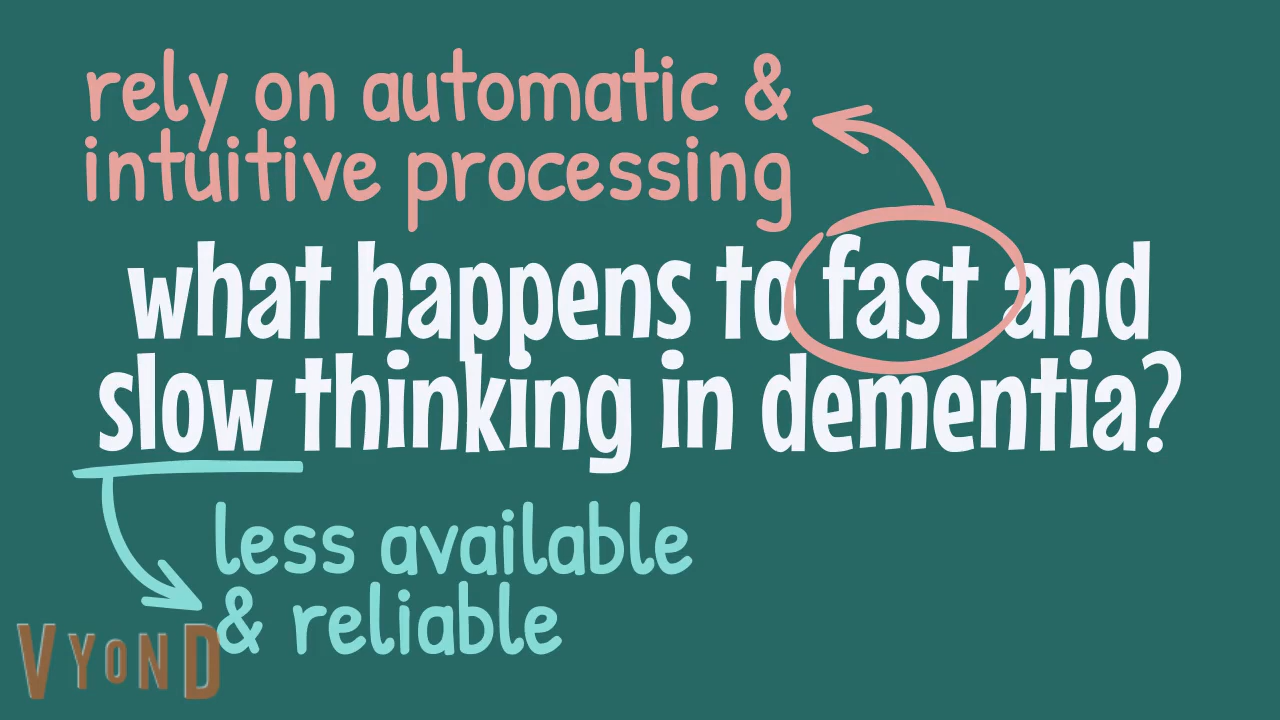 rely on automatic &
intuitive processing
what happens to fast and
slow thinking in dementia?
less available
& reliable
VYOND